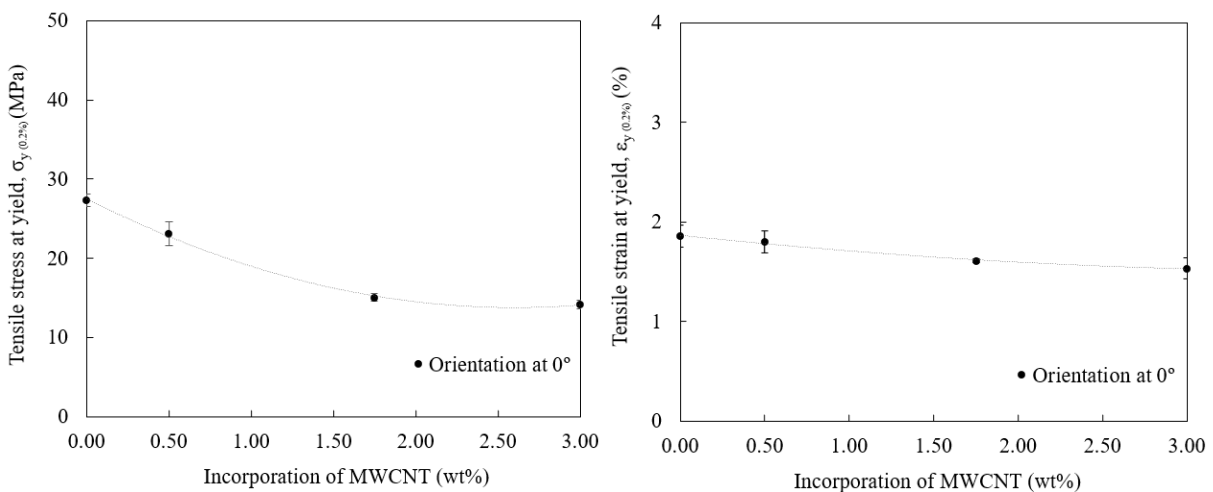 Tensile stress at yield, σy (0.2%) (MPa)
50
40
30
20
10
0
Orientation at 0º
0.00 0.50 1.00 1.50 2.00 2.50 3.00
Incorporation of MWCNT (wt%)
Tensile strain at yield, εy (0.2%) (%)
4
3
2
1
0
Orientation at 0º
0.00 0.50 1.00 1.50 2.00 2.50 3.00
Incorporation of MWCNT (wt%)